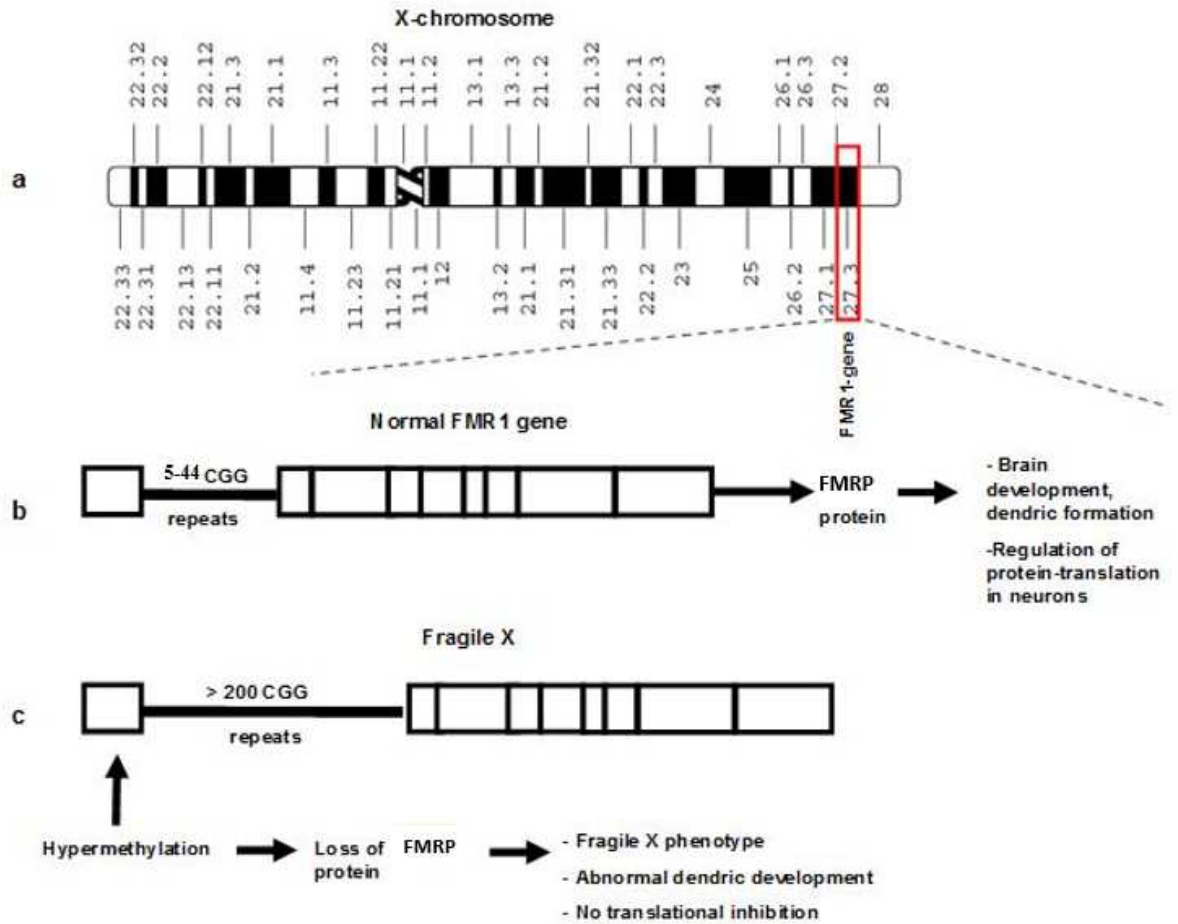 X-chromosome
22.32 22.2 22.12 21.3 21.1 11.3 11.22 11.1 11.2 13.1 13.3 21.2 21.32 22.1 22.3 24 26.1 26.3 27.2 28
a
22.33 22.31 22.13 22.11 21.2 11.4 11.23 11.21 11.1 12 13.2 21.1 21.31 21.33 22.2 23 25 26.2 27.1 27.3
FMR1-gene
Normal FMR1 gene
b
5-44 CGG
repeats
FMRP
protein
- Brain
development,
dendric formation
-Regulation of
protein-translation
in neurons
Fragile X
c
> 200 CGG
repeats
Hypermethylation
Loss of FMRP
protein
- Fragile X phenotype
- Abnormal dendric development
- No translational inhibition